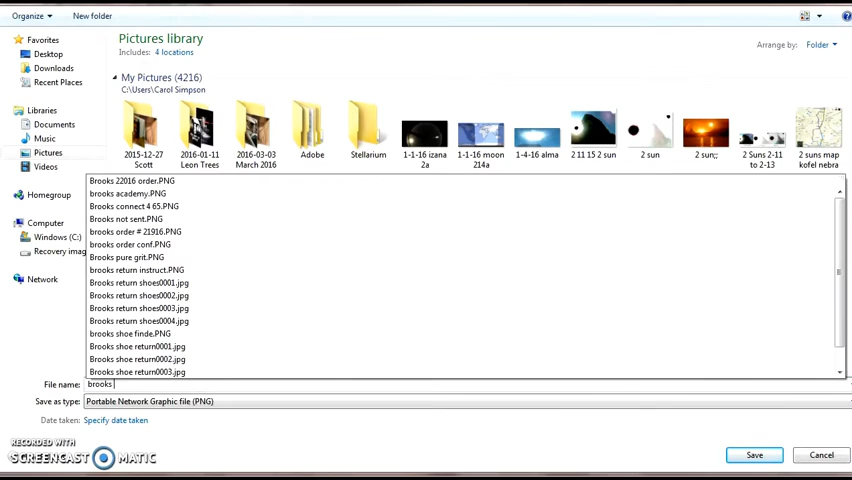 Organize New folder
Favorites
Desktop
Downloads
Recent Places
Libraries
Documents
Music
Pictures
Videos
Homegroup
Computer
Windows (C:)
Recovery imag
Network
Pictures library
Includes: 4 locations
Arrange by: Folder
My Pictures (4216)
C:\Users\Carol Simpson
2015-12-27 Scott
2016-01-11 Leon Trees
2016-03-03 March 2016
Adobe
Stellarium
1-1-16 izana 2a
1-1-16 moon 214a
1-4-16 alma
2 11 15 2 sun
2 sun
2 sun;;
2 Suns 2-11 to 2-13
2 suns map kofel nebra
Brooks 22016 order.PNG
brooks academy.PNG
Brooks connect 4 65.PNG
Brooks not sent.PNG
brooks order # 21916.PNG
brooks order conf.PNG
Brooks pure grit.PNG
brooks return instruct.PNG
Brooks return shoes0001.jpg
Brooks return shoes0002.jpg
Brooks return shoes0003.jpg
Brooks return shoes0004.jpg
brooks shoe finde.PNG
Brooks shoe return0001.jpg
Brooks shoe return0002.jpg
Brooks shoe return0003.jpg
File name: brooks
Save as type: Portable Network Graphic file (PNG)
Date taken: Specify date taken
RECORDED WITH
SCREENCAST MATIC
Save Cancel